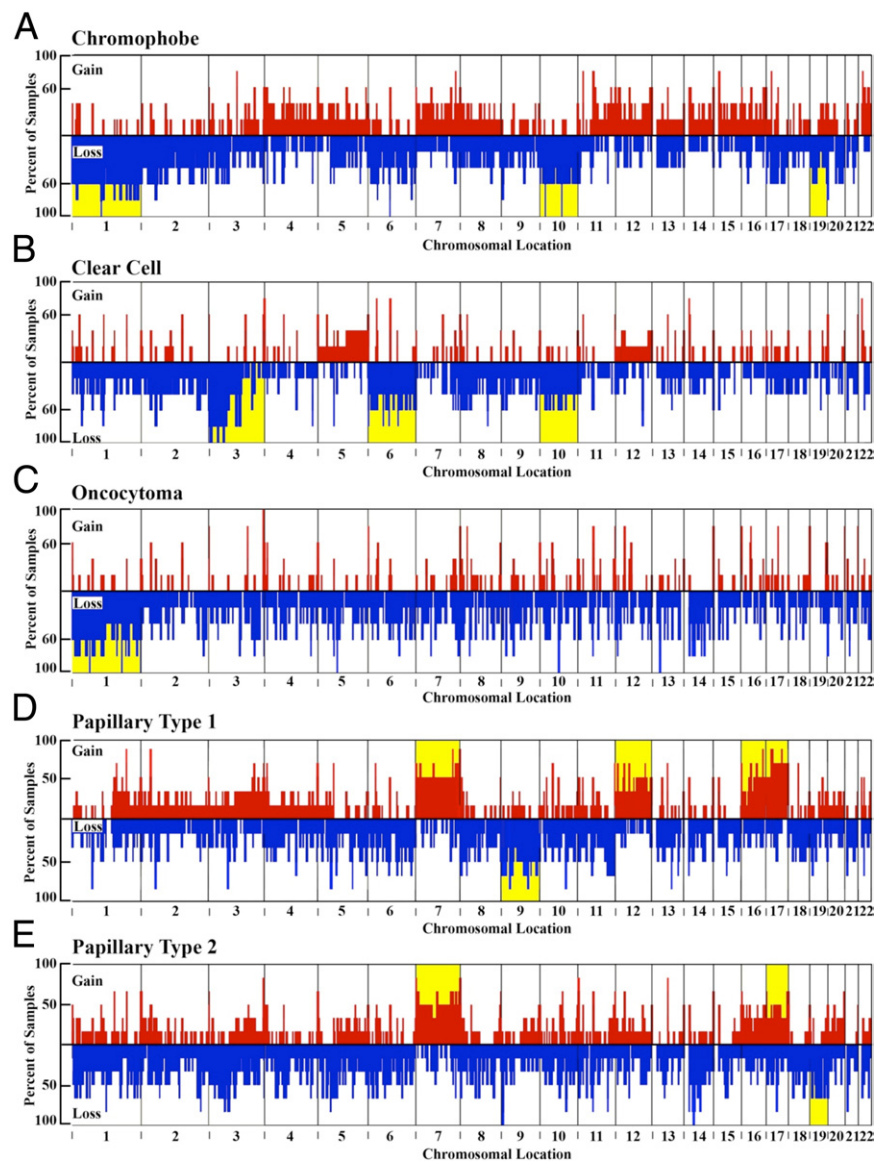 A
Chromophobe
100
Gain
60
Percent of Samples
Loss
60
100
1 2 3 4 5 6 7 8 9 10 11 12 13 14 15 16 17 18 19 20 21 22
Chromosomal Location
B
Clear Cell
100
Gain
60
Percent of Samples
60
100
Loss
1 2 3 4 5 6 7 8 9 10 11 12 13 14 15 16 17 18 19 20 21 22
Chromosomal Location
C
Oncocytoma
100
Gain
60
Percent of Samples
Loss
60
100
1 2 3 4 5 6 7 8 9 10 11 12 13 14 15 16 17 18 19 20 21 22
Chromosomal Location
D
Papillary Type 1
100
Gain
50
Percent of Samples
Loss
50
100
1 2 3 4 5 6 7 8 9 10 11 12 13 14 15 16 17 18 19 20 21 22
Chromosomal Location
E
Papillary Type 2
100
Gain
50
Percent of Samples
50
100
Loss
1 2 3 4 5 6 7 8 9 10 11 12 13 14 15 16 17 18 19 20 21 22
Chromosomal Location